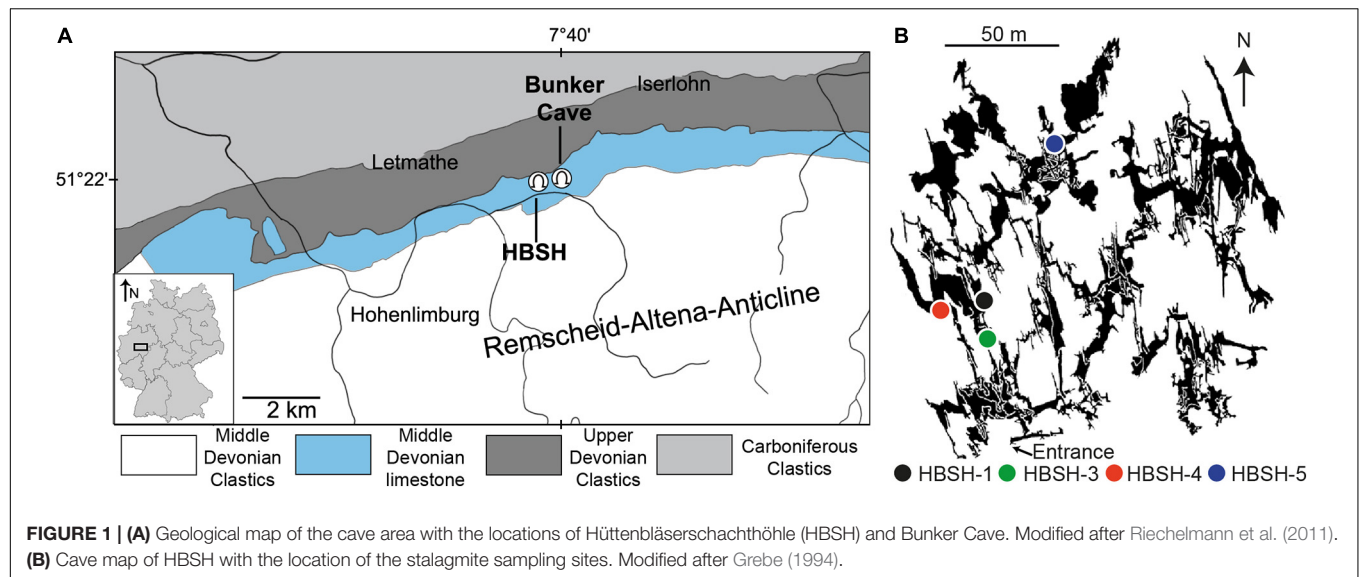 A
7°40'
Bunker
Cave
Iserlohn
Letmathe
51°22'
HBSH
Hohenlimburg
Remscheid-Altena-Anticline
N
2 km
Middle
Devonian
Clastics
Middle
Devonian
limestone
Upper
Devonian
Clastics
Carboniferous
Clastics
B
50 m
N
Entrance
HBSH-1
HBSH-3
HBSH-4
HBSH-5
FIGURE 1 | (A) Geological map of the cave area with the locations of Hüttenbläserschachthöhle (HBSH) and Bunker Cave. Modified after Riechelmann et al. (2011).
(B) Cave map of HBSH with the location of the stalagmite sampling sites. Modified after Grebe (1994).